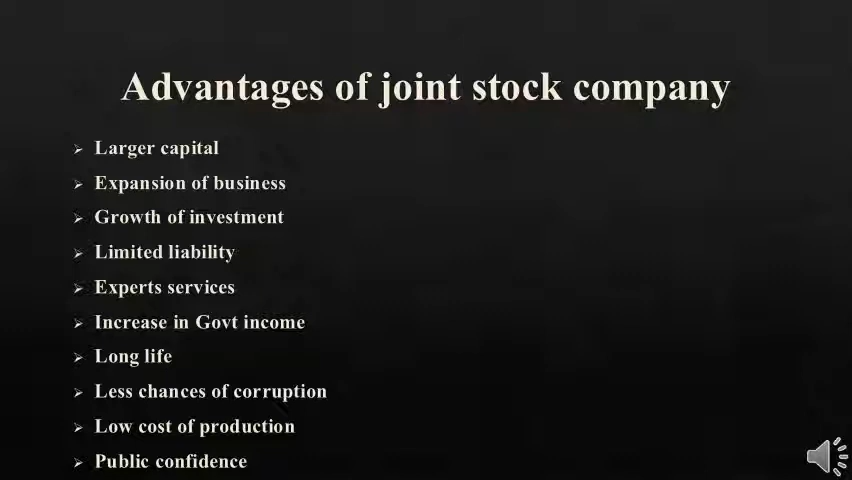 Advantages of joint stock company
Larger capital
Expansion of business
Growth of investment
Limited liability
Experts services
Increase in Govt income
Long life
Less chances of corruption
Low cost of production
Public confidence